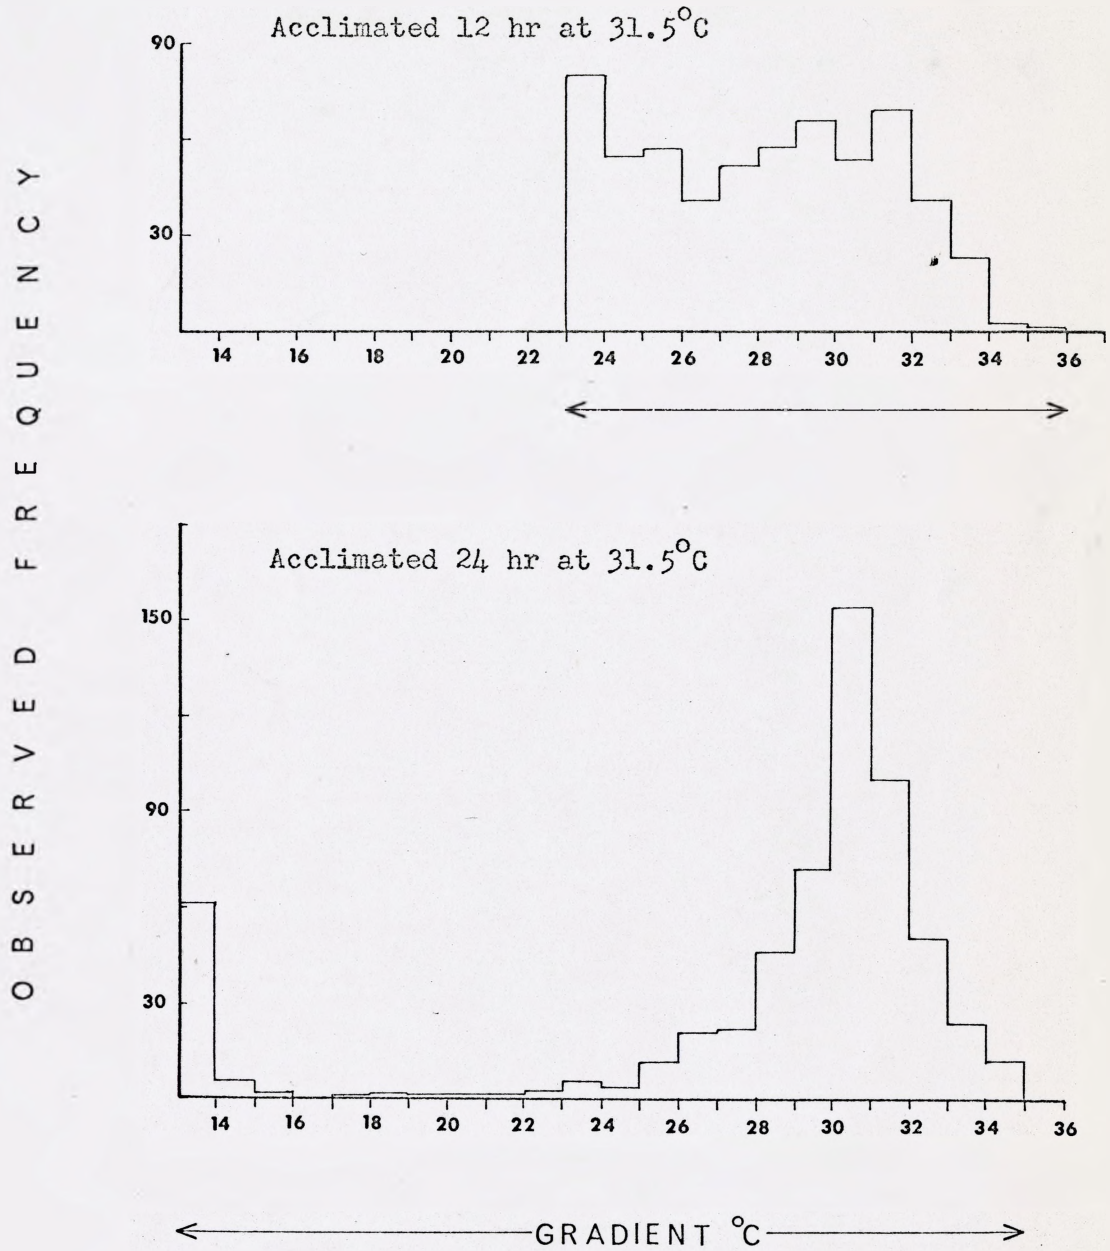 Acclimated 12 hr at 31.5°C
90
30
14 16 18 20 22 24 26 28 30 32 34 36
OBSERVED FREQUENCY
Acclimated 24 hr at 31.5°C
150
90
30
14 16 18 20 22 24 26 28 30 32 34 36
GRADIENT °C